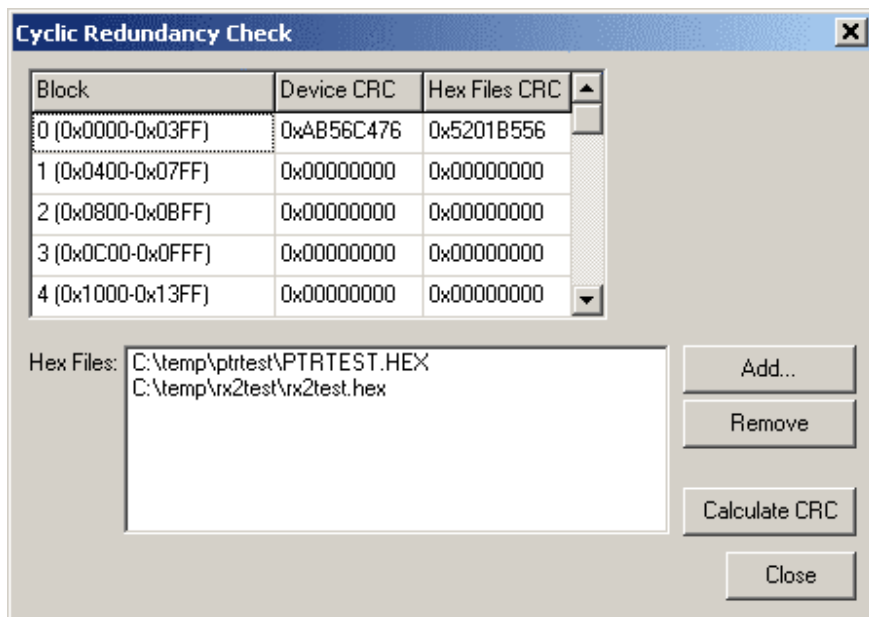 Cyclic Redundancy Check
Block Device CRC Hex Files CRC
0 (0x0000-0x03FF) 0xAB56C476 0x5201B556
1 (0x0400-0x07FF) 0x00000000 0x00000000
2 (0x0800-0x0BFF) 0x00000000 0x00000000
3 (0x0C00-0x0FFF) 0x00000000 0x00000000
4 (0x1000-0x13FF) 0x00000000 0x00000000
Hex Files: C:\temp\ptrtest\PTRTEST.HEX
C:\temp\rx2test\rx2test.hex
Add...
Remove
Calculate CRC
Close